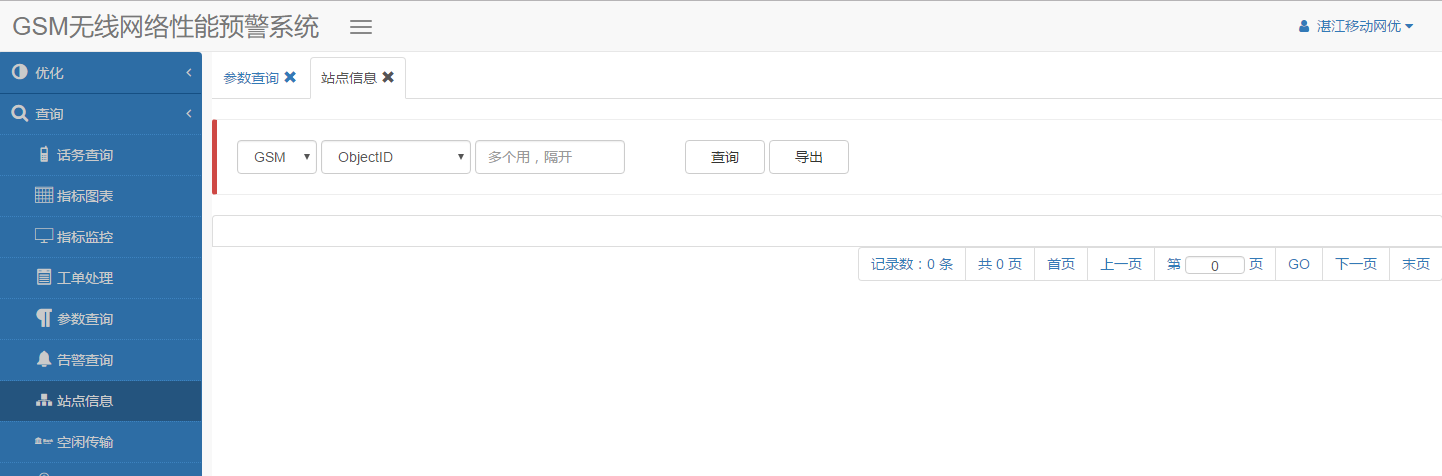 GSM无线网络性能预警系统
湛江移动网优
优化
参数查询 站点信息
查询
话务查询
GSM ObjectID 多个用，隔开 查询 导出
指标图表
指标监控
记录数：0 条 共 0 页 首页 上一页 第 0 页 GO 下一页 末页
工单处理
参数查询
告警查询
站点信息
空闲传输